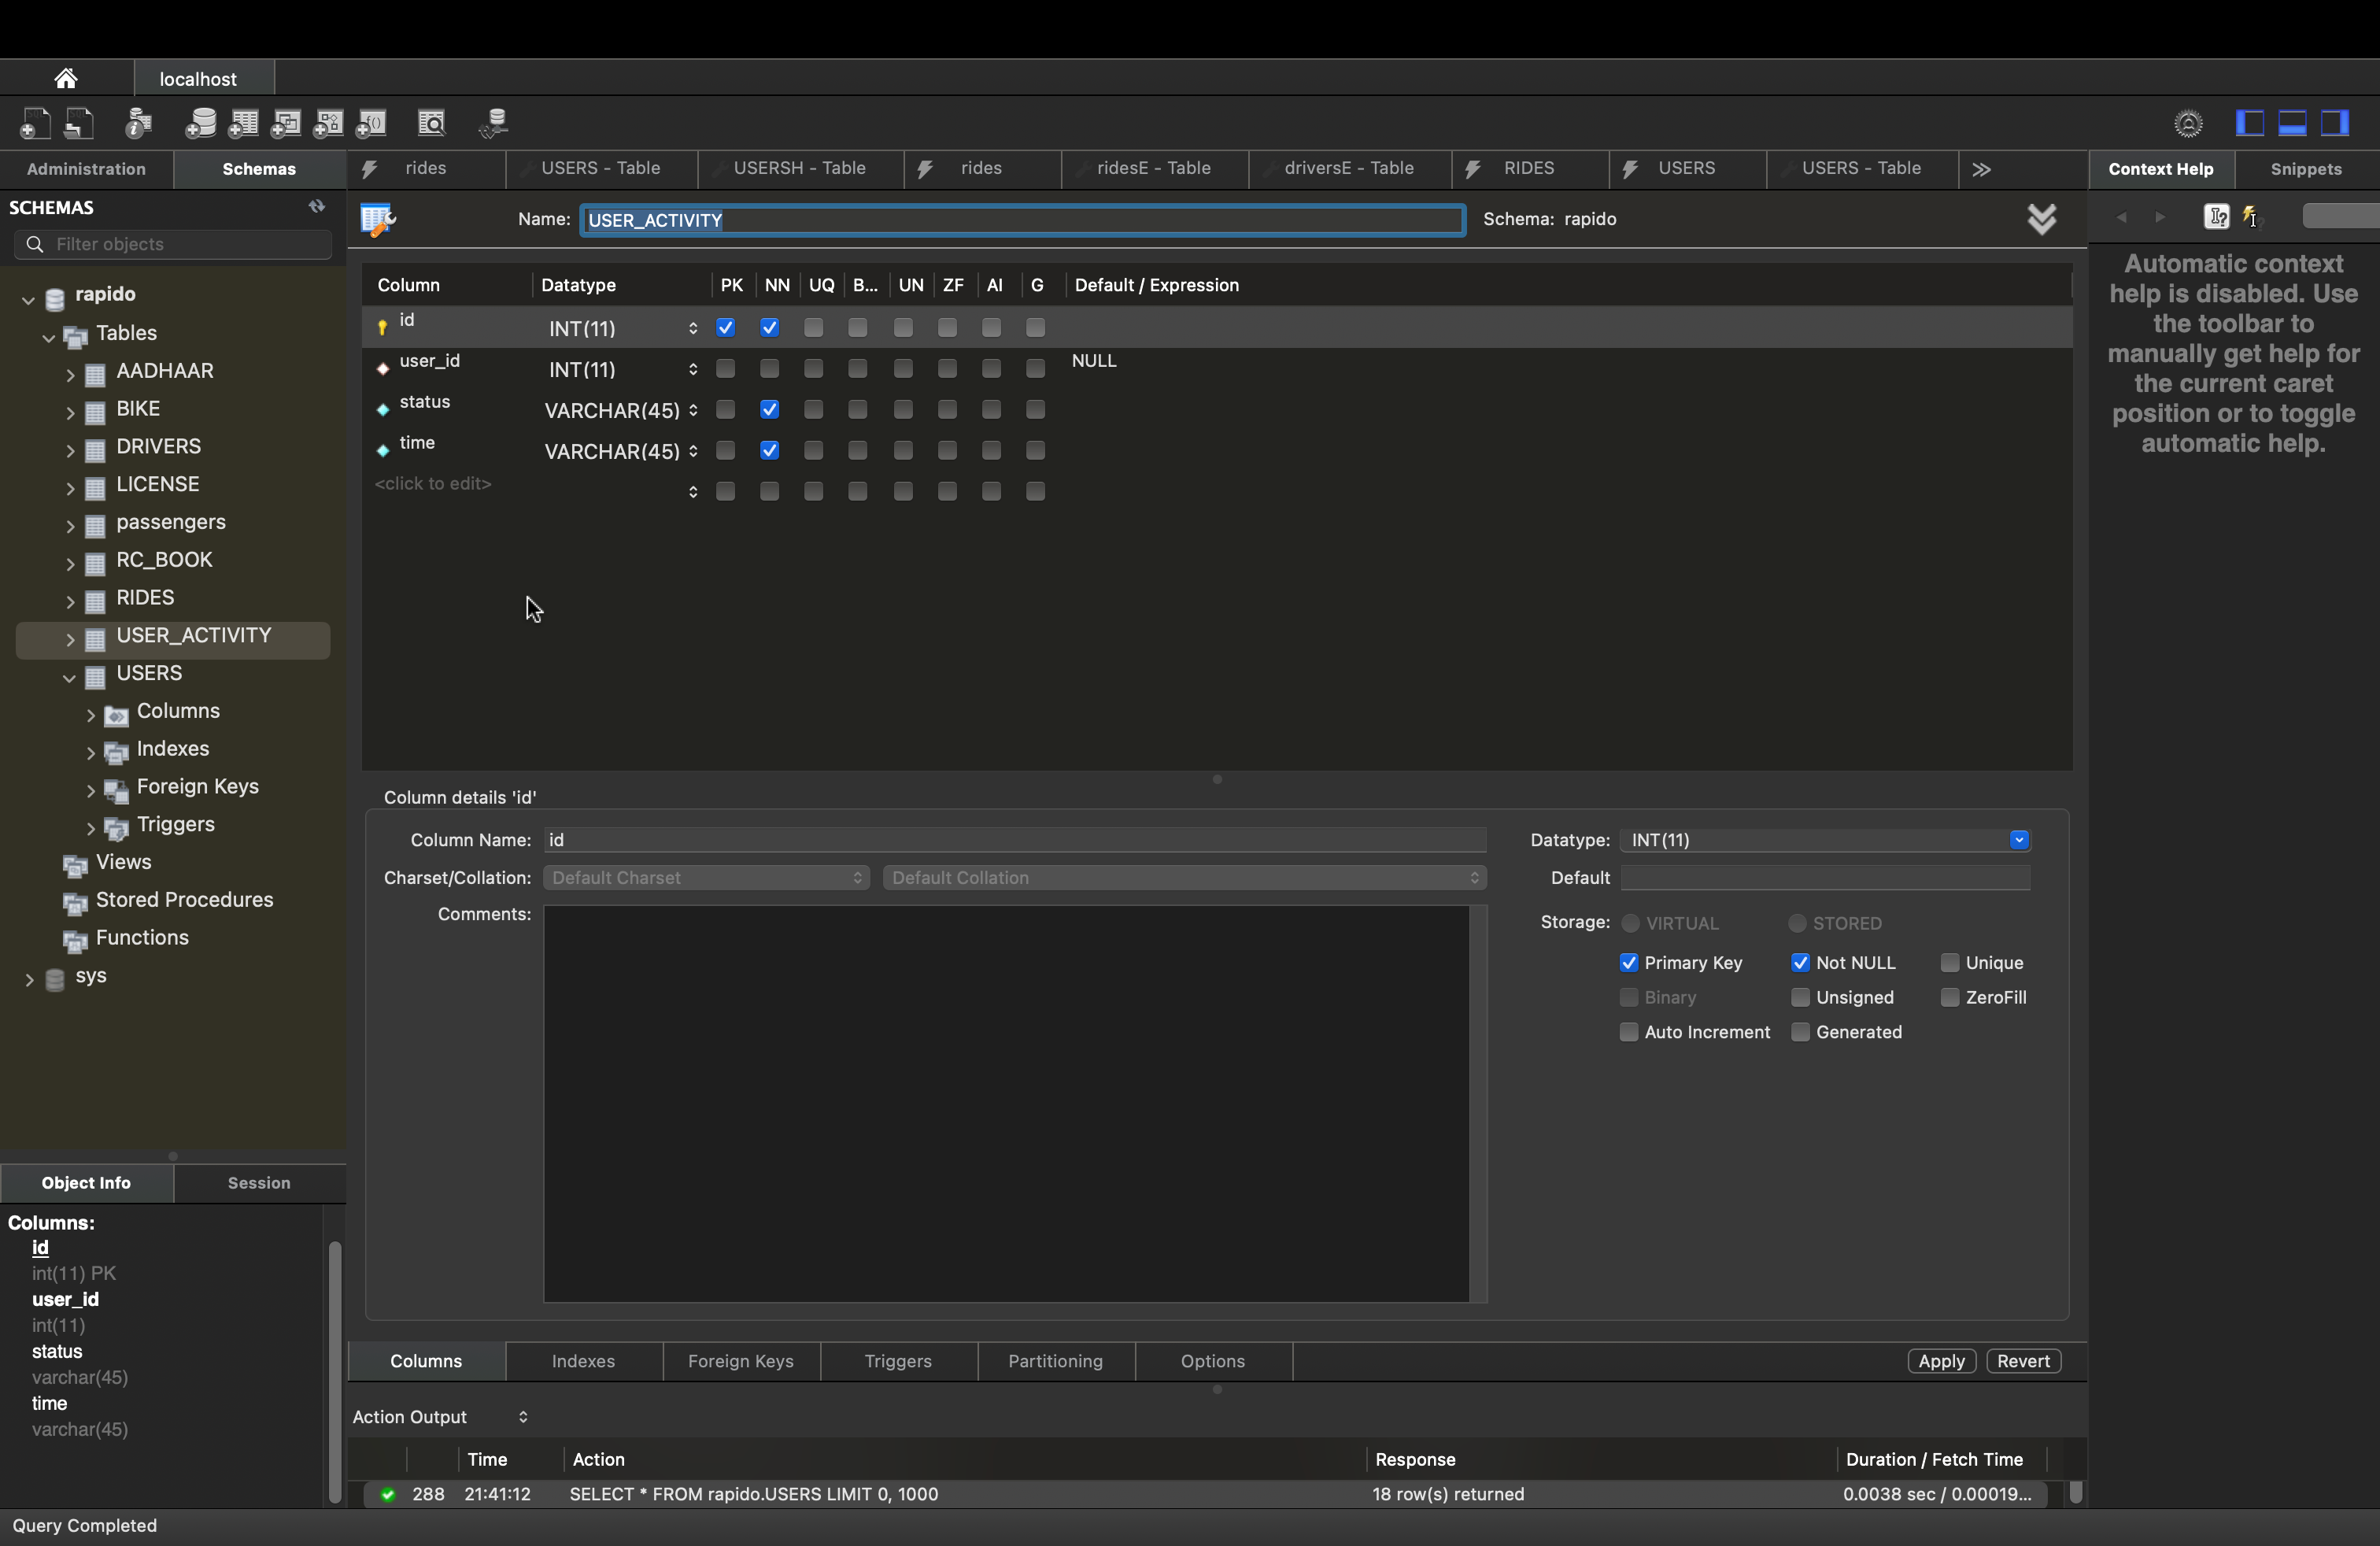 localhost
Administration
Schemas
rides
USERS - Table
USERSH - Table
rides
ridesE - Table
driversE - Table
RIDES
USERS
USERS - Table
Context Help
Snippets
SCHEMAS
Filter objects
Name: USER_ACTIVITY
Schema: rapido
Column Datatype PK NN UQ B... UN ZF AI G Default / Expression
id INT(11)
user_id INT(11) NULL
status VARCHAR(45)
time VARCHAR(45)
<click to edit>
Automatic context
help is disabled. Use
the toolbar to
manually get help for
the current caret
position or to toggle
automatic help.
rapido
Tables
AADHAAR
BIKE
DRIVERS
LICENSE
passengers
RC_BOOK
RIDES
USER_ACTIVITY
USERS
Columns
Indexes
Foreign Keys
Triggers
Views
Stored Procedures
Functions
sys
Column details 'id'
Column Name: id
Datatype: INT(11)
Charset/Collation: Default Charset Default Collation
Default
Comments:
Storage: VIRTUAL STORED
Primary Key Not NULL Unique
Binary Unsigned ZeroFill
Auto Increment Generated
Object Info
Session
Columns:
id
int(11) PK
user_id
int(11)
status
varchar(45)
time
varchar(45)
Columns Indexes Foreign Keys Triggers Partitioning Options
Apply Revert
Action Output
Time Action Response Duration / Fetch Time
288 21:41:12 SELECT * FROM rapido.USERS LIMIT 0, 1000 18 row(s) returned 0.0038 sec / 0.00019...
Query Completed